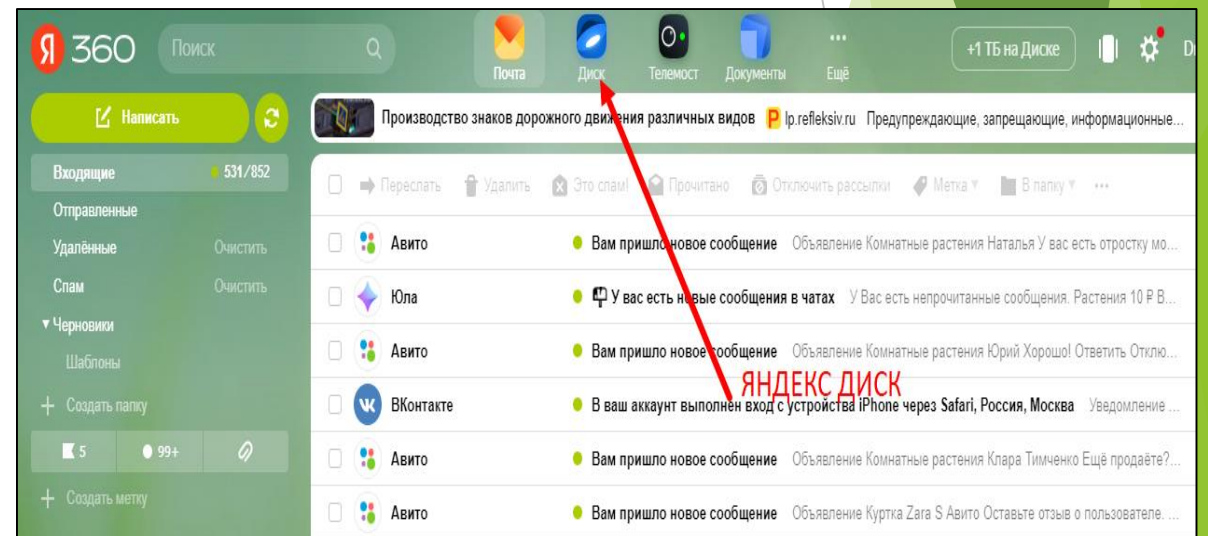 Я 360 Поиск
Почта Диск Телемост Документы Ещё
+1 ТБ на Диске
Написать
Производство знаков дорожного движения различных видов P lp.refleksiv.ru Предупреждающие, запрещающие, информационные...
Входящие 531/852
Переслать Удалить Это спам! Прочитано Отключить рассылки Метка В папку ...
Отправленные
Удалённые Очистить
Авито Вам пришло новое сообщение Объявление Комнатные растения Наталья У вас есть отростку мо...
Спам Очистить
Юла У вас есть новые сообщения в чатах У Вас есть непрочитанные сообщения. Растения 10 ₽ В...
Черновики
Шаблоны
Авито Вам пришло новое сообщение Объявление Комнатные растения Юрий Хорошо! Ответить Отклю...
ЯНДЕКС ДИСК
+ Создать папку
ВКонтакте В ваш аккаунт выполнен вход с устройства iPhone через Safari, Россия, Москва Уведомление ...
5 99+
Авито Вам пришло новое сообщение Объявление Комнатные растения Клара Тимченко Ещё продаёте?...
+ Создать метку
Авито Вам пришло новое сообщение Объявление Куртка Zara S Авито Оставьте отзыв о пользователе. ...